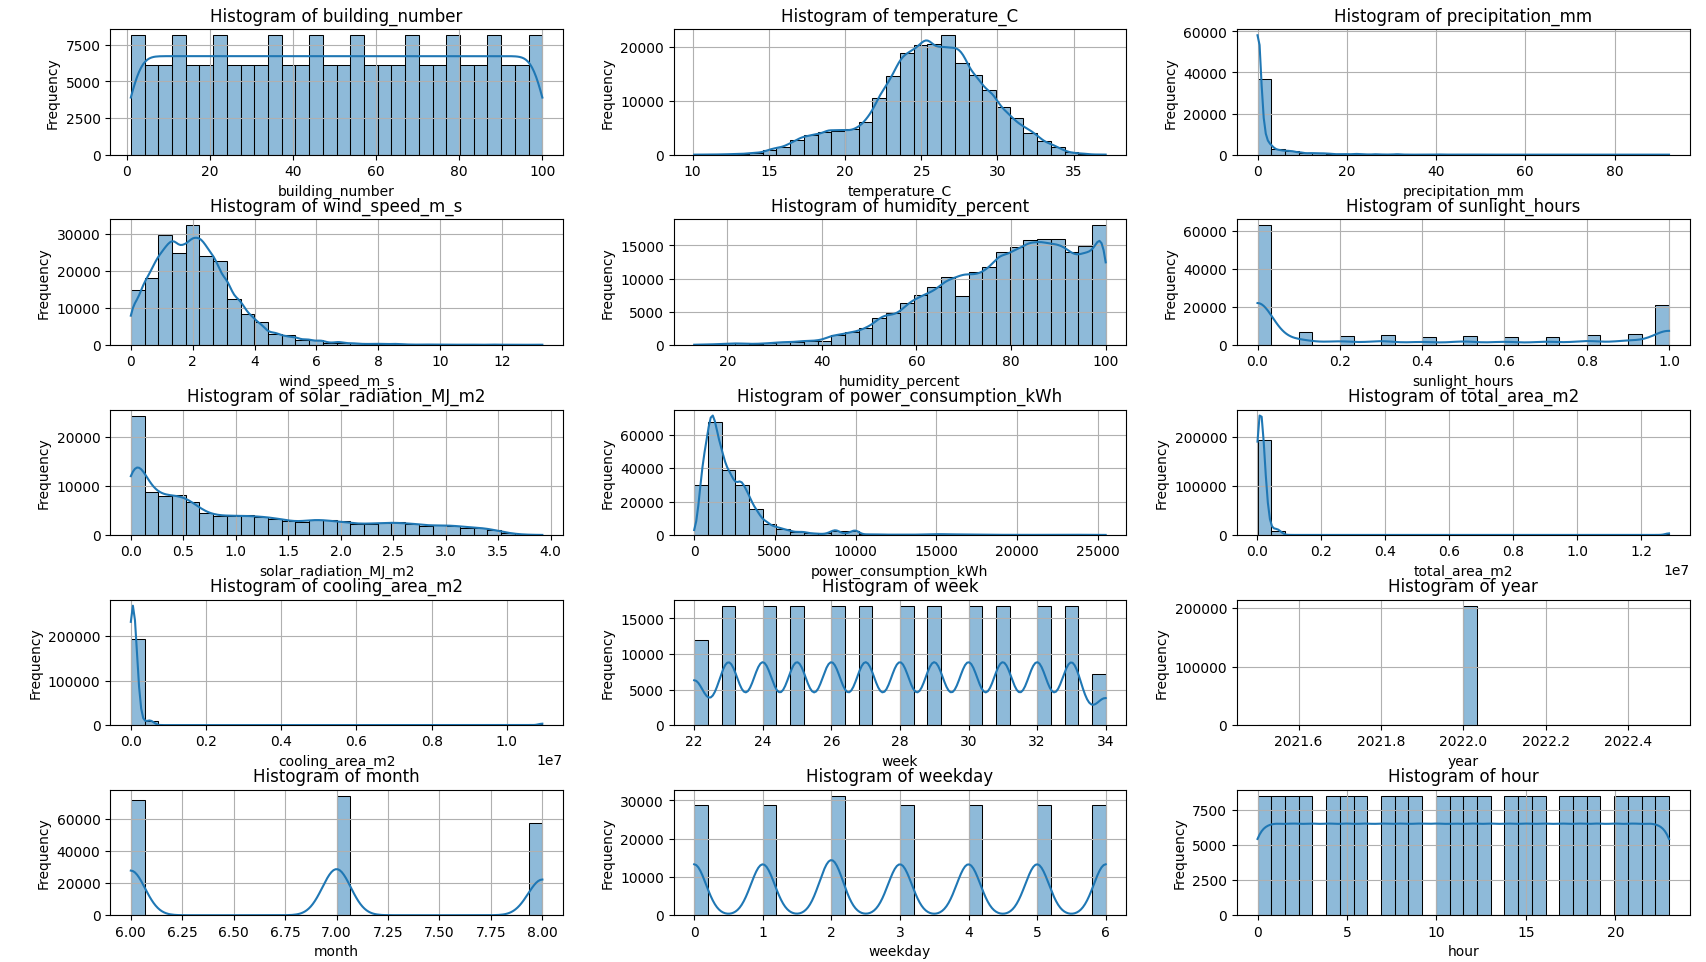 Histogram of building_number
Histogram of temperature_C
Histogram of precipitation_mm
Frequency
7500
5000
2500
0
0 20 40 60 80 100
building_number
Frequency
20000
10000
0
10 15 20 25 30 35
temperature_C
Frequency
60000
40000
20000
0
0 20 40 60 80
precipitation_mm
Histogram of wind_speed_m_s
Histogram of humidity_percent
Histogram of sunlight_hours
Frequency
30000
20000
10000
0
0 2 4 6 8 10 12
wind_speed_m_s
Frequency
15000
10000
5000
0
20 40 60 80 100
humidity_percent
Frequency
60000
40000
20000
0
0.0 0.2 0.4 0.6 0.8 1.0
sunlight_hours
Histogram of solar_radiation_MJ_m2
Histogram of power_consumption_kWh
Histogram of total_area_m2
Frequency
20000
10000
0
0.0 0.5 1.0 1.5 2.0 2.5 3.0 3.5 4.0
solar_radiation_MJ_m2
Frequency
60000
40000
20000
0
0 5000 10000 15000 20000 25000
power_consumption_kWh
Frequency
200000
100000
0
0.0 0.2 0.4 0.6 0.8 1.0 1.2
total_area_m2
1e7
Histogram of cooling_area_m2
Histogram of week
Histogram of year
Frequency
200000
100000
0
0.0 0.2 0.4 0.6 0.8 1.0
cooling_area_m2
1e7
Frequency
15000
10000
5000
0
22 24 26 28 30 32 34
week
Frequency
200000
100000
0
2021.6 2021.8 2022.0 2022.2 2022.4
year
Histogram of month
Histogram of weekday
Histogram of hour
Frequency
60000
40000
20000
0
6.00 6.25 6.50 6.75 7.00 7.25 7.50 7.75 8.00
month
Frequency
30000
20000
10000
0
0 1 2 3 4 5 6
weekday
Frequency
7500
5000
2500
0
0 5 10 15 20
hour